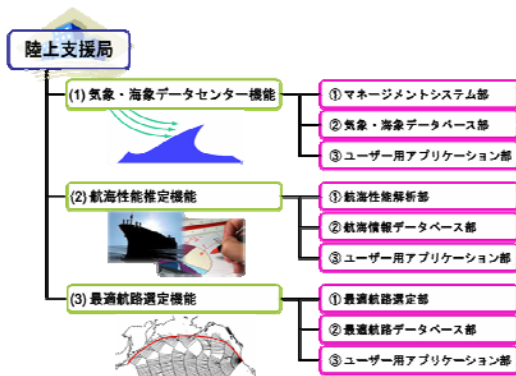 陸上支援局
(1) 気象・海象データセンター機能
① マネージメントシステム部
② 気象・海象データベース部
③ ユーザー用アプリケーション部
(2) 航海性能推定機能
① 航海性能解析部
② 航海情報データベース部
③ ユーザー用アプリケーション部
(3) 最適航路選定機能
① 最適航路選定部
② 最適航路データベース部
③ ユーザー用アプリケーション部